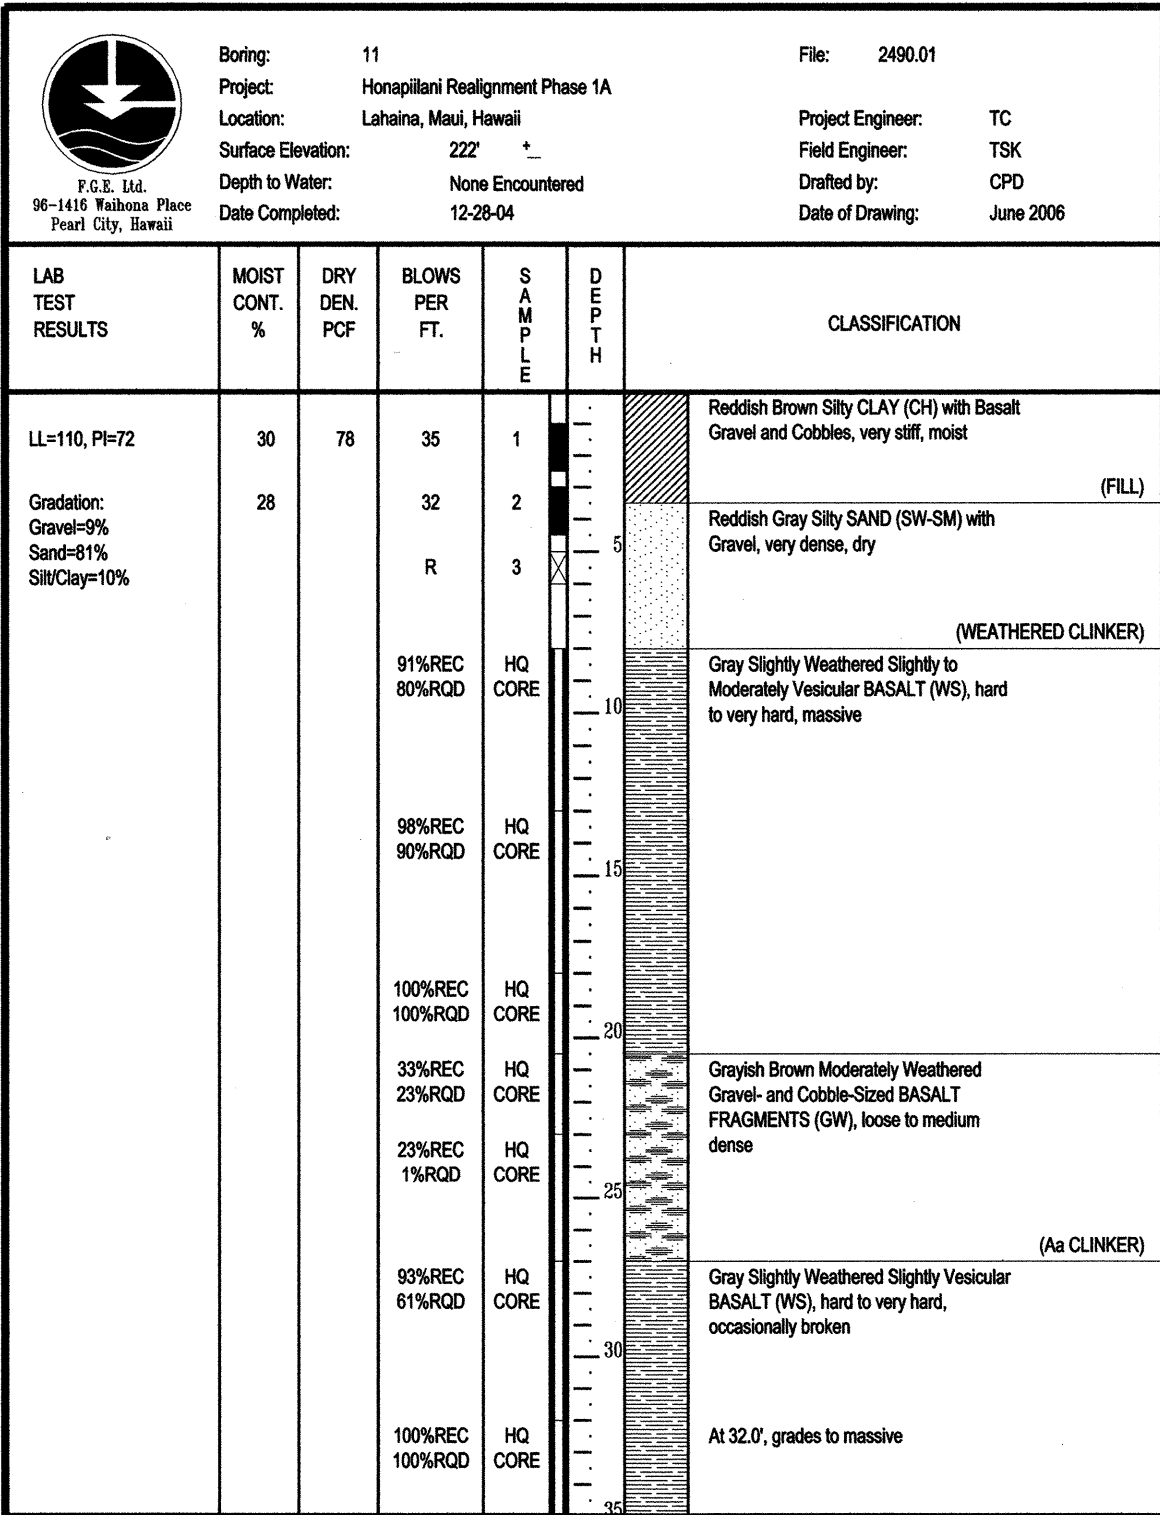 F.G.E. Ltd.
96-1416 Waihona Place
Pearl City, Hawaii
Boring: 11
Project: Honapiilani Realignment Phase 1A
Location: Lahaina, Maui, Hawaii
Surface Elevation: 222' +_
Depth to Water: None Encountered
Date Completed: 12-28-04
File: 2490.01
Project Engineer: TC
Field Engineer: TSK
Drafted by: CPD
Date of Drawing: June 2006
LAB TEST RESULTS
MOIST CONT. %
DRY DEN. PCF
BLOWS PER FT.
SAMPLE
DEPTH
CLASSIFICATION
Reddish Brown Silty CLAY (CH) with Basalt
LL=110, PI=72 30 78 35 1 Gravel and Cobbles, very stiff, moist
(FILL)
Gradation: 28 32 2
Gravel=9% Reddish Gray Silty SAND (SW-SM) with
Sand=81% 5 Gravel, very dense, dry
Silt/Clay=10% R 3
(WEATHERED CLINKER)
91%REC HQ Gray Slightly Weathered Slightly to
80%RQD CORE Moderately Vesicular BASALT (WS), hard
10 to very hard, massive
98%REC HQ
90%RQD CORE
15
100%REC HQ
100%RQD CORE
20
33%REC HQ Grayish Brown Moderately Weathered
23%RQD CORE Gravel- and Cobble-Sized BASALT
FRAGMENTS (GW), loose to medium
23%REC HQ dense
1%RQD CORE
25
(Aa CLINKER)
93%REC HQ Gray Slightly Weathered Slightly Vesicular
61%RQD CORE BASALT (WS), hard to very hard,
occasionally broken
30
100%REC HQ At 32.0', grades to massive
100%RQD CORE
35